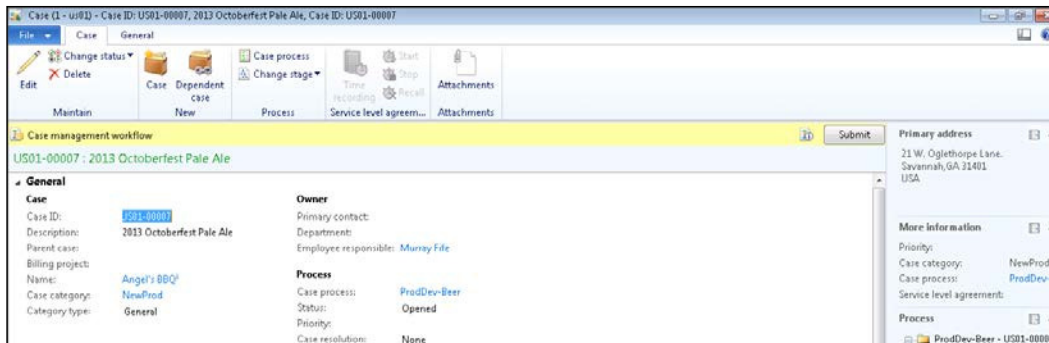 Case (1 - us01) - Case ID: US01-00007, 2013 Octoberfest Pale Ale, Case ID: US01-00007
File Case General
Edit
Change status
Delete
Maintain
Case
Dependent case
New
Case process
Change stage
Process
Time recording
Start
Stop
Recall
Service level agreem...
Attachments
Attachments
Case management workflow
Submit
US01-00007 : 2013 Octoberfest Pale Ale
General
Case
Case ID: US01-00007
Description: 2013 Octoberfest Pale Ale
Parent case:
Billing project:
Name: Angel's BBQ²
Case category: NewProd
Category type: General
Owner
Primary contact:
Department:
Employee responsible: Murray Fife
Process
Case process: ProdDev-Beer
Status: Opened
Priority:
Case resolution: None
Primary address
21 W. Oglethorpe Lane.
Savannah,GA 31401
USA
More information
Priority:
Case category: NewProd
Case process: ProdDev-
Service level agreement:
Process
ProdDev-Beer - US01-0000